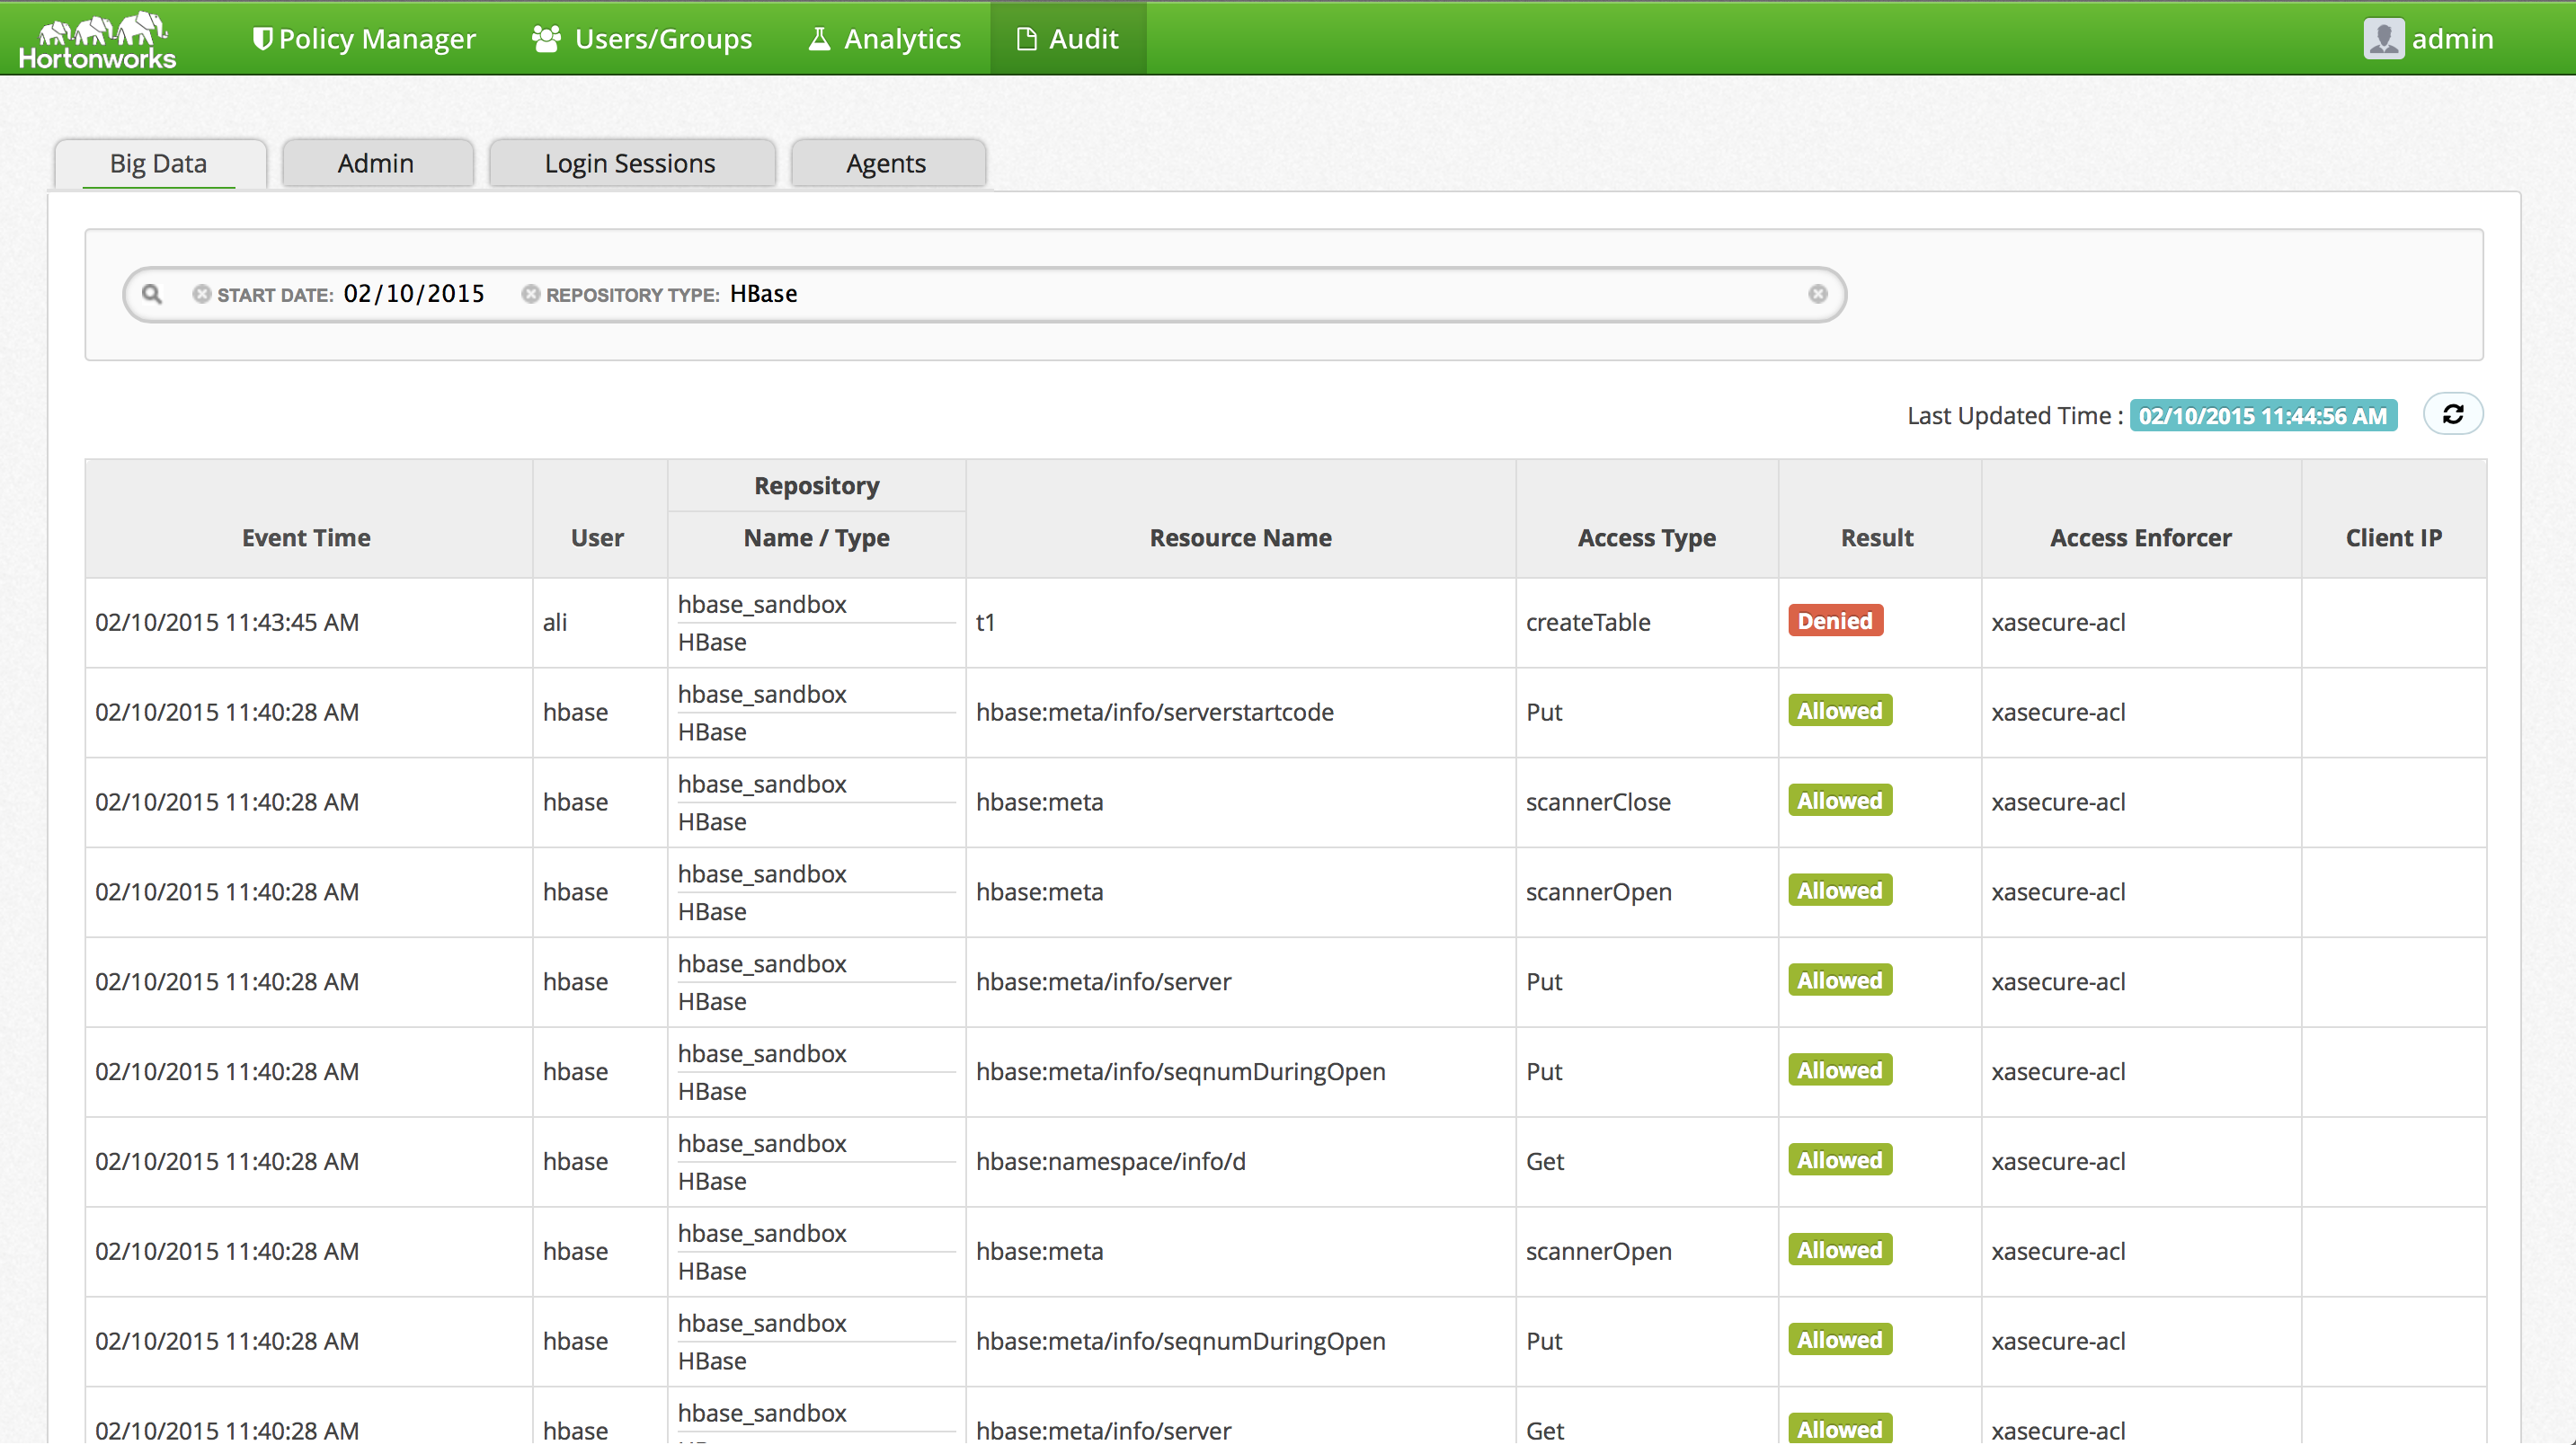 Hortonworks Policy Manager Users/Groups Analytics Audit admin
Big Data Admin Login Sessions Agents
START DATE: 02/10/2015 REPOSITORY TYPE: HBase
Last Updated Time : 02/10/2015 11:44:56 AM
Repository
Event Time User Name / Type Resource Name Access Type Result Access Enforcer Client IP
hbase_sandbox
02/10/2015 11:43:45 AM ali t1 createTable Denied xasecure-acl
HBase
hbase_sandbox
02/10/2015 11:40:28 AM hbase hbase:meta/info/serverstartcode Put Allowed xasecure-acl
HBase
hbase_sandbox
02/10/2015 11:40:28 AM hbase hbase:meta scannerClose Allowed xasecure-acl
HBase
hbase_sandbox
02/10/2015 11:40:28 AM hbase hbase:meta scannerOpen Allowed xasecure-acl
HBase
hbase_sandbox
02/10/2015 11:40:28 AM hbase hbase:meta/info/server Put Allowed xasecure-acl
HBase
hbase_sandbox
02/10/2015 11:40:28 AM hbase hbase:meta/info/seqnumDuringOpen Put Allowed xasecure-acl
HBase
hbase_sandbox
02/10/2015 11:40:28 AM hbase hbase:namespace/info/d Get Allowed xasecure-acl
HBase
hbase_sandbox
02/10/2015 11:40:28 AM hbase hbase:meta scannerOpen Allowed xasecure-acl
HBase
hbase_sandbox
02/10/2015 11:40:28 AM hbase hbase:meta/info/seqnumDuringOpen Put Allowed xasecure-acl
HBase
hbase_sandbox
02/10/2015 11:40:28 AM hbase hbase:meta/info/server Get Allowed xasecure-acl